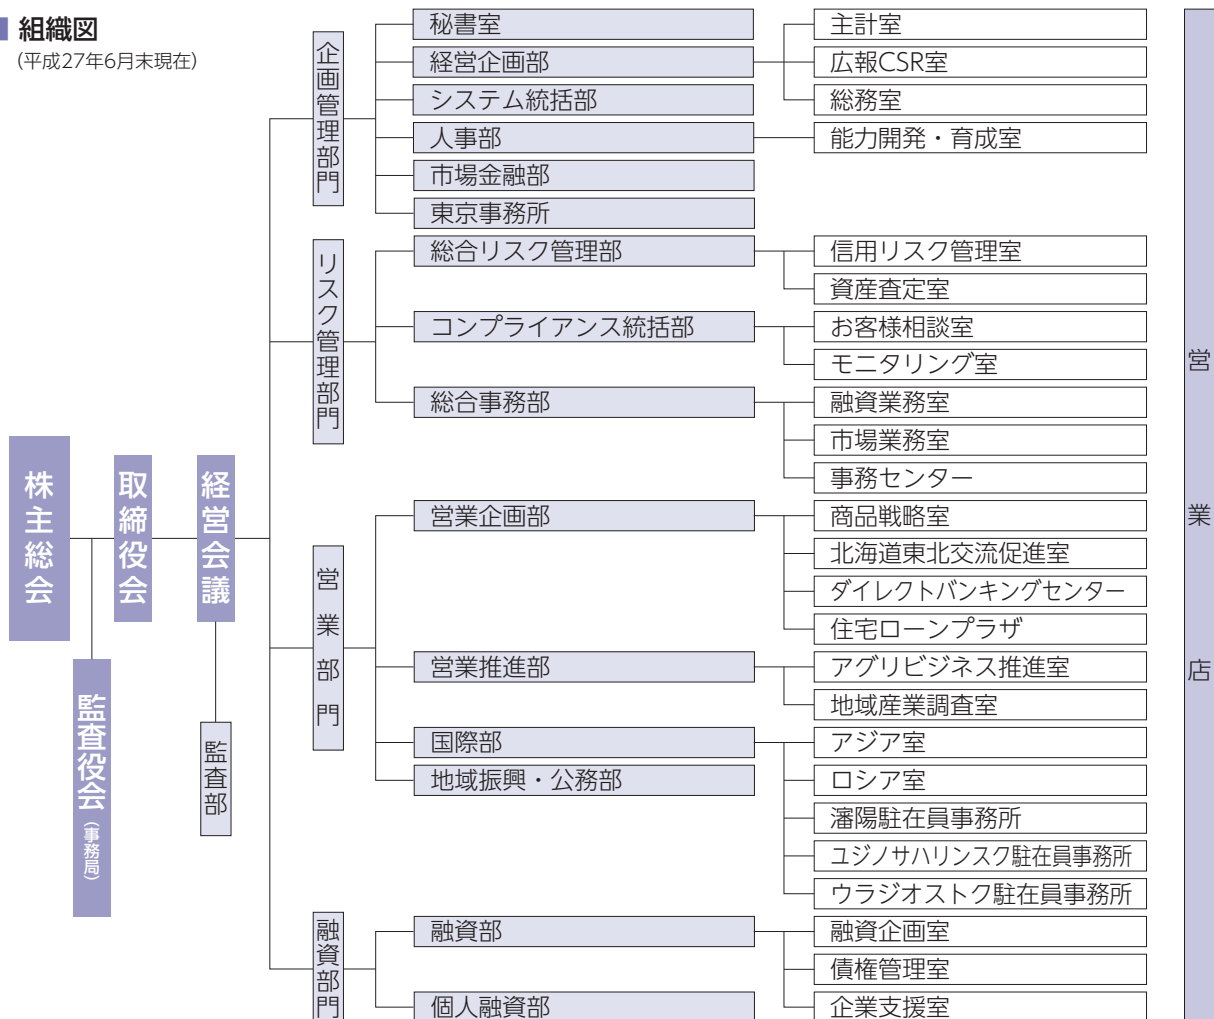 組織図
(平成27年6月末現在)
株主総会
監査役会(事務局)
取締役会
経営会議
監査部
企画管理部門
秘書室
経営企画部
主計室
広報CSR室
総務室
システム統括部
人事部
能力開発・育成室
市場金融部
東京事務所
リスク管理部門
総合リスク管理部
信用リスク管理室
資産査定室
コンプライアンス統括部
お客様相談室
モニタリング室
総合事務部
融資業務室
市場業務室
事務センター
営業部門
営業企画部
商品戦略室
北海道東北交流促進室
ダイレクトバンキングセンター
住宅ローンプラザ
営業推進部
アグリビジネス推進室
地域産業調査室
国際部
アジア室
ロシア室
瀋陽駐在員事務所
ユジノサハリンスク駐在員事務所
ウラジオストク駐在員事務所
地域振興・公務部
融資部門
融資部
融資企画室
債権管理室
企業支援室
個人融資部
営業店